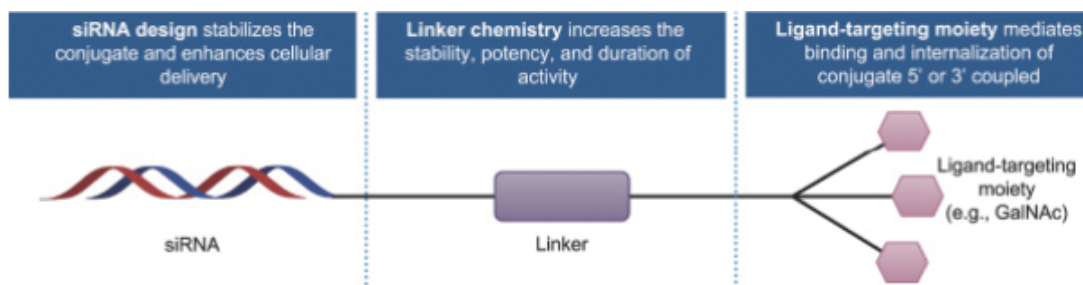 siRNA design stabilizes the
conjugate and enhances cellular
delivery
Linker chemistry increases the
stability, potency, and duration of
activity
Ligand-targeting moiety mediates
binding and internalization of
conjugate 5' or 3' coupled
siRNA
Linker
Ligand-targeting
moiety
(e.g., GalNAc)